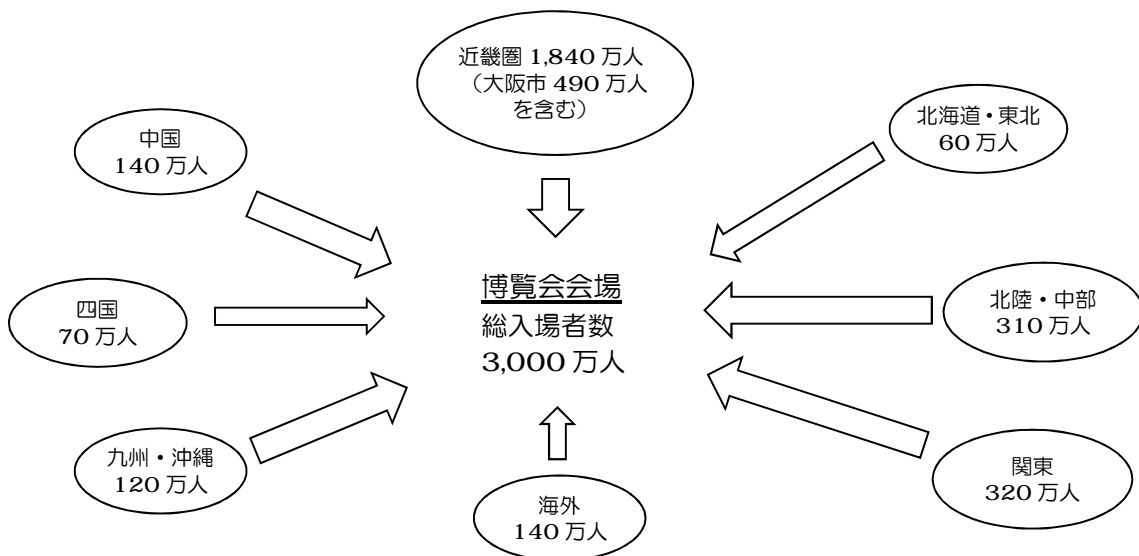 近畿圏 1,840 万人
（大阪市 490 万人
を含む）
中国
140 万人
北海道・東北
60 万人
博覧会会場
総入場者数
3,000 万人
四国
70 万人
北陸・中部
310 万人
九州・沖縄
120 万人
海外
140 万人
関東
320 万人